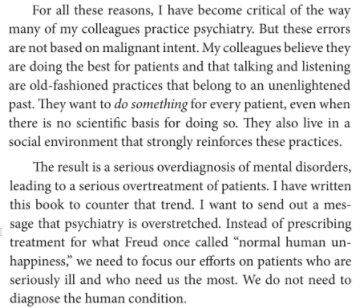 For all these reasons, I have become critical of the way
many of my colleagues practice psychiatry. But these errors
are not based on malignant intent. My colleagues believe they
are doing the best for patients and that talking and listening
are old-fashioned practices that belong to an unenlightened
past. They want to do something for every patient, even when
there is no scientific basis for doing so. They also live in a
social environment that strongly reinforces these practices.
The result is a serious overdiagnosis of mental disorders,
leading to a serious overtreatment of patients. I have written
this book to counter that trend. I want to send out a mes-
sage that psychiatry is overstretched. Instead of prescribing
treatment for what Freud once called “normal human un-
happiness,” we need to focus our efforts on patients who are
seriously ill and who need us the most. We do not need to
diagnose the human condition.